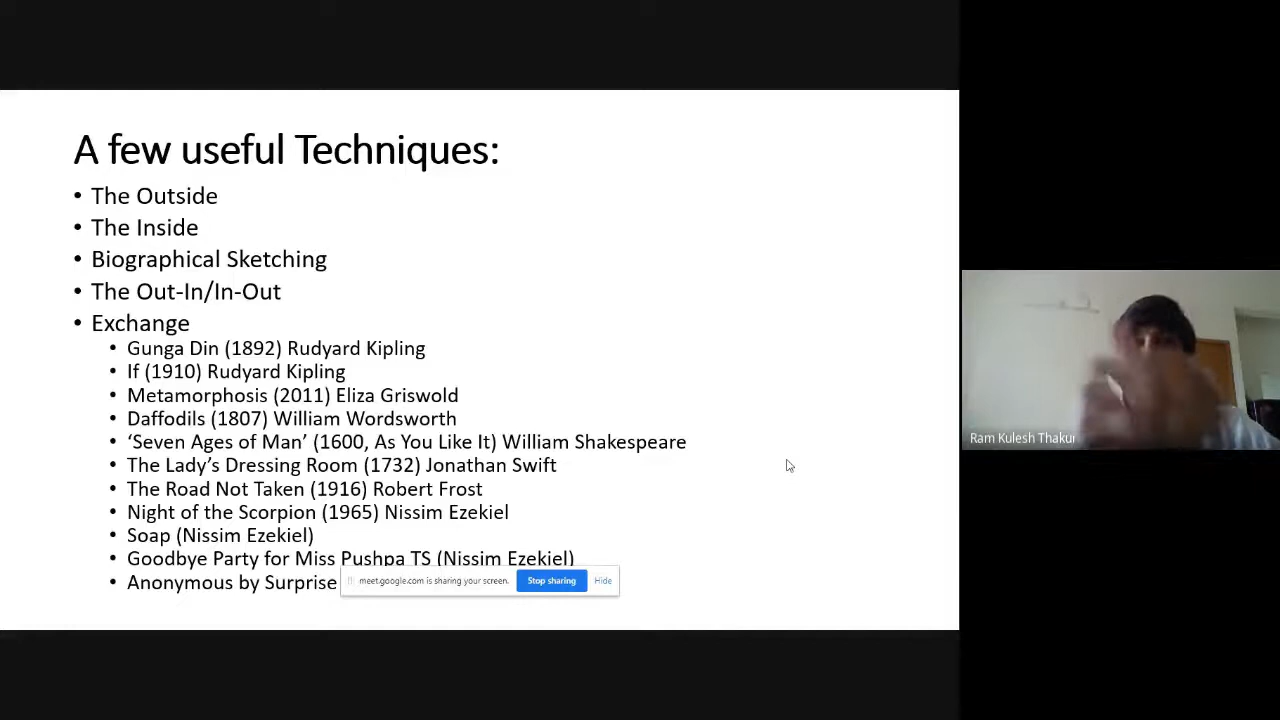 A few useful Techniques:
• The Outside
• The Inside
• Biographical Sketching
• The Out-In/In-Out
• Exchange
• Gunga Din (1892) Rudyard Kipling
• If (1910) Rudyard Kipling
• Metamorphosis (2011) Eliza Griswold
• Daffodils (1807) William Wordsworth
• ‘Seven Ages of Man’ (1600, As You Like It) William Shakespeare
• The Lady’s Dressing Room (1732) Jonathan Swift
• The Road Not Taken (1916) Robert Frost
• Night of the Scorpion (1965) Nissim Ezekiel
• Soap (Nissim Ezekiel)
• Goodbye Party for Miss Pushpa TS (Nissim Ezekiel)
• Anonymous by Surprise
meet.google.com is sharing your screen. Stop sharing Hide
Ram Kulesh Thakur